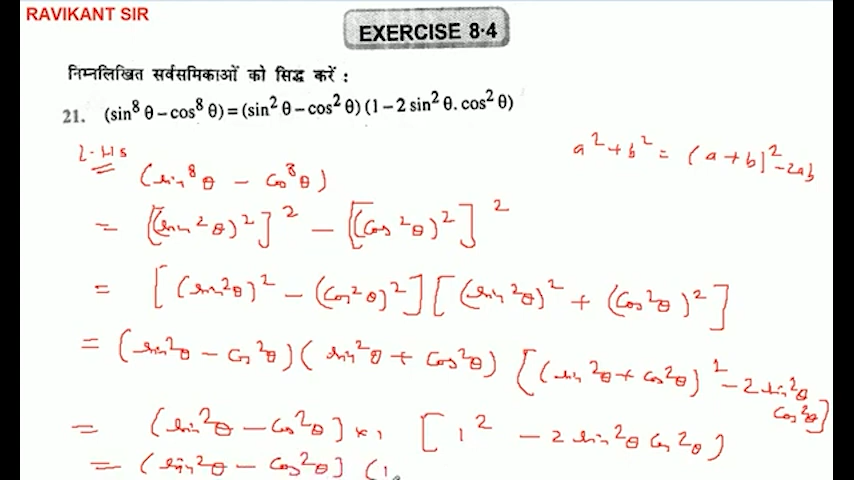 RAVIKANT SIR
EXERCISE 8·4
निम्नलिखित सर्वसमिकाओं को सिद्ध करें :
21. (sin⁸ θ – cos⁸ θ) = (sin² θ – cos² θ) (1 – 2 sin² θ. cos² θ)
L.H.S
a² + b² = (a + b)² - 2ab
(sin⁸θ - cos⁸θ)
= [(sin²θ)²]² - [(cos²θ)²]²
= [(sin²θ)² - (cos²θ)²] [(sin²θ)² + (cos²θ)²]
= (sin²θ - cos²θ) (sin²θ + cos²θ) [(sin²θ + cos²θ)² - 2 sin²θ
cos²θ]
= (sin²θ - cos²θ) × 1 [1² - 2 sin²θ cos²θ)
= (sin²θ - cos²θ) (1